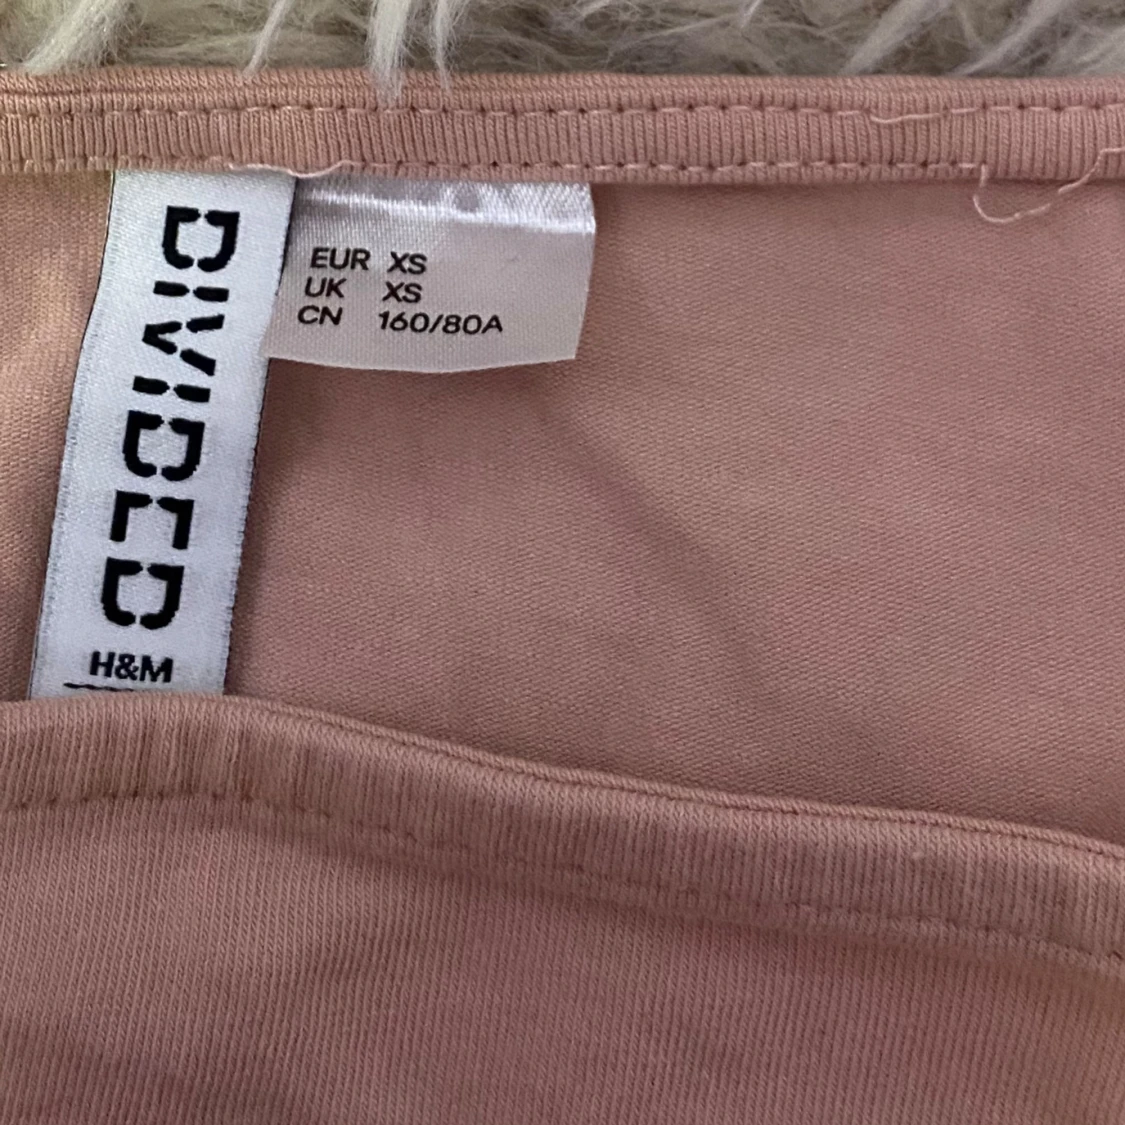 DIVIDED
H&M
EUR XS
UK XS
CN 160/80A